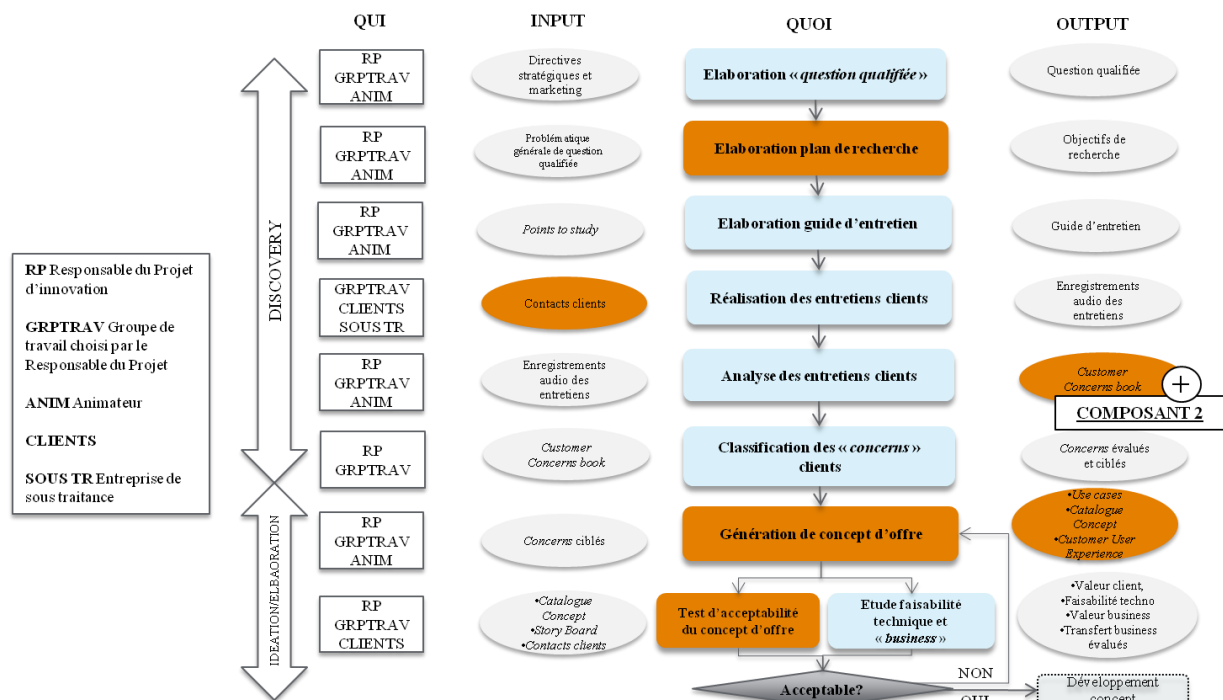 QUI
INPUT
QUOI
OUTPUT
RP
GRPTRAV
ANIM
Directives
stratégiques et
marketing
Elaboration « question qualifiée »
Question qualifiée
RP
GRPTRAV
ANIM
Problématique
générale de question
qualifiée
Elaboration plan de recherche
Objectifs de
recherche
RP
GRPTRAV
ANIM
Points to study
Elaboration guide d'entretien
Guide d'entretien
DISCOVERY
RP Responsable du Projet
d'innovation
GRPTRAV Groupe de
travail choisi par le
Responsable du Projet
ANIM Animateur
CLIENTS
SOUS TR Entreprise de
sous traitance
GRPTRAV
CLIENTS
SOUS TR
Contacts clients
Réalisation des entretiens clients
Enregistrements
audio des
entretiens
RP
GRPTRAV
ANIM
Enregistrements
audio des
entretiens
Analyse des entretiens clients
Customer
Concerns book
+
COMPOSANT 2
RP
GRPTRAV
Customer
Concerns book
Classification des « concerns »
clients
Concerns évalués
et ciblés
IDEATION/ELBAORATION
RP
GRPTRAV
ANIM
Concerns ciblés
Génération de concept d'offre
•Use cases
•Catalogue
Concept
•Customer User
Experience
RP
GRPTRAV
CLIENTS
•Catalogue
Concept
•Story Board
•Contacts clients
Test d'acceptabilité
du concept d'offre
Etude faisabilité
technique et
« business »
•Valeur client,
•Faisabilité techno
•Valeur business
•Transfert business
évalués
Acceptable?
NON
OUI
Développement
concept